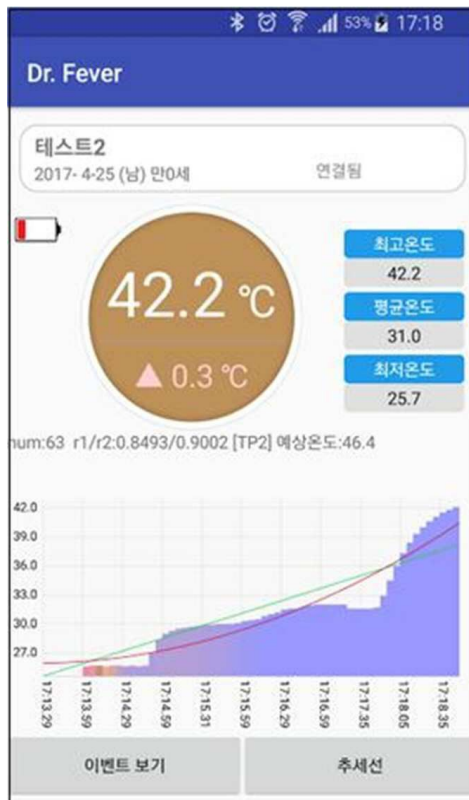 53% 17:18
Dr. Fever
테스트2
2017- 4-25 (남) 만0세 연결됨
42.2 ℃
▲ 0.3 ℃
최고온도
42.2
평균온도
31.0
최저온도
25.7
num:63 r1/r2:0.8493/0.9002 [TP2] 예상온도:46.4
42.0
39.0
36.0
33.0
30.0
27.0
17:13.29
17:13.59
17:14.29
17:14.59
17:15.31
17:15.59
17:16.29
17:16.59
17:17.35
17:18.05
17:18.35
이벤트 보기 추세선